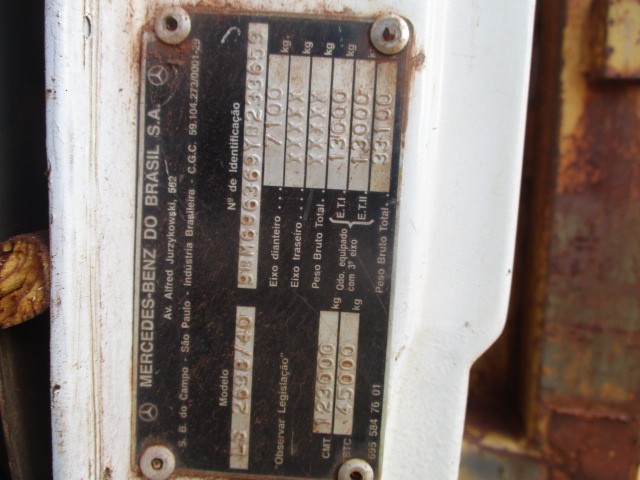 MERCEDES-BENZ DO BRASIL S.A.
Av. Alfred Jurzykowski, 562
S. B. do Campo - São Paulo - Indústria Brasileira - C.G.C. 59.104.273/0001-29
Modelo
LS 2638/40
Nº de Identificação
"Observar Legislação"
CMT 123000 kg
BTC 45000 kg
695 584 76 01
Eixo dianteiro... 7100 kg
Eixo traseiro... XXXXX kg
Peso Bruto Total.. XXXXX kg
Qdo. equipado com 3º eixo
E.T.I 13000 kg
E.T.II 13000 kg
Peso Bruto Total.. 33100 kg